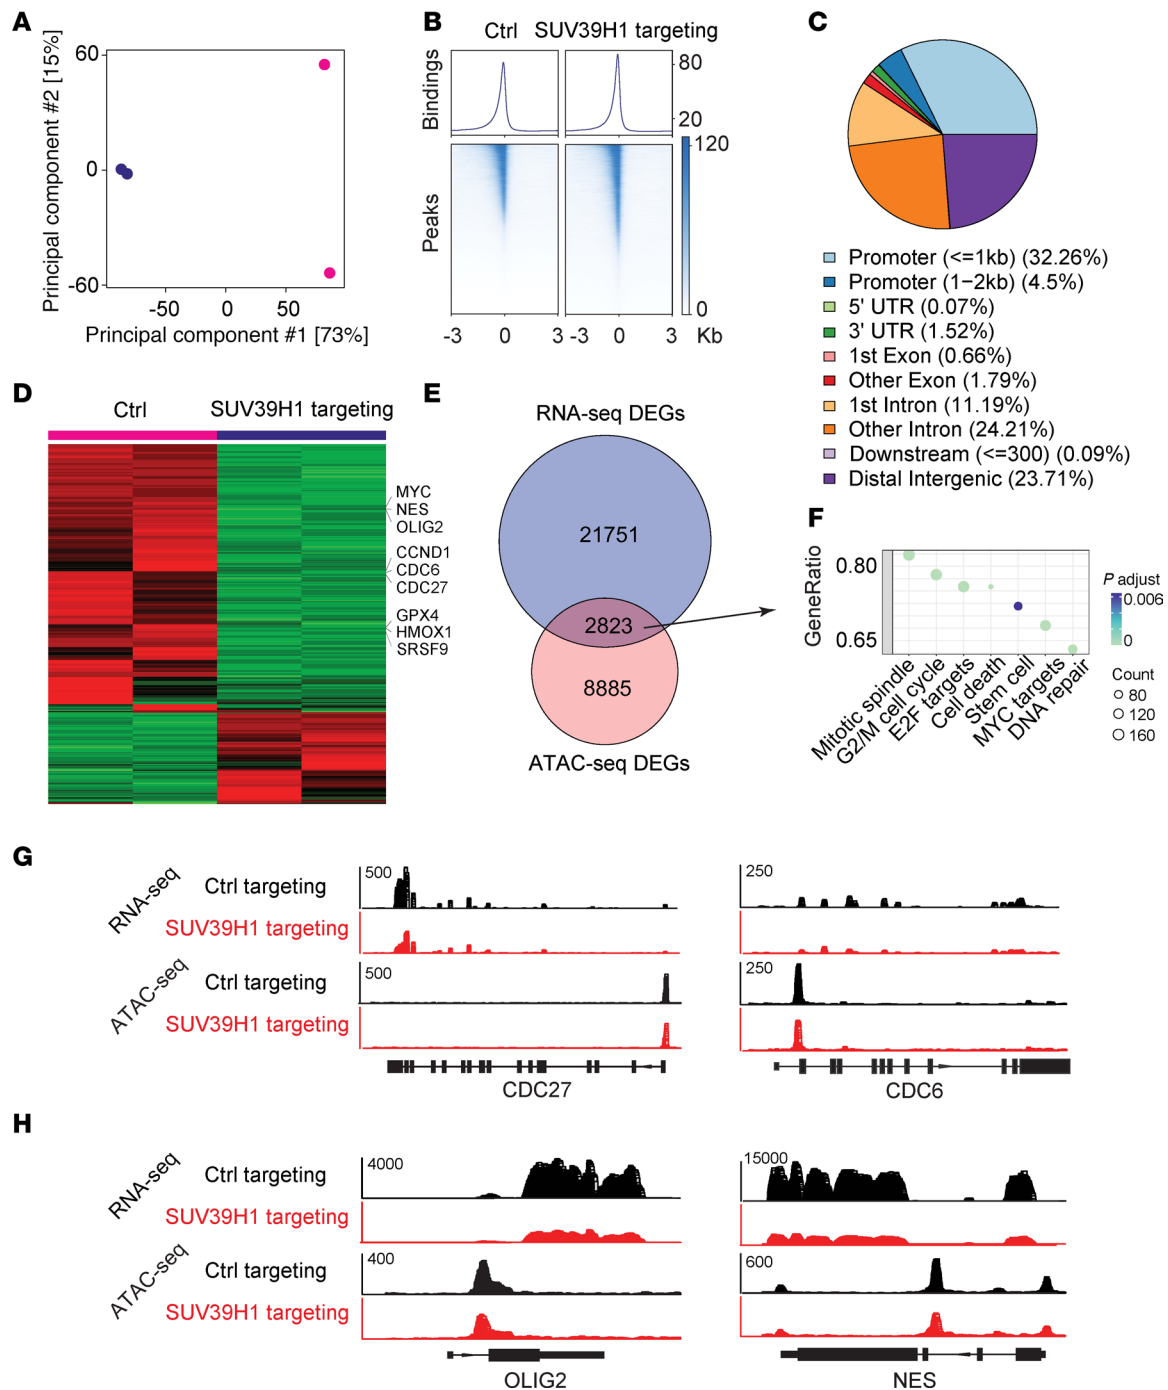 A
Principal component #2 [15%]
60
0
-60
-50
0
50
Principal component #1 [73%]
B
Ctrl
SUV39H1 targeting
Bindings
80
20
120
Peaks
0
-3
0
3
-3
0
3
Kb
C
Promoter (<=1kb) (32.26%)
Promoter (1−2kb) (4.5%)
5' UTR (0.07%)
3' UTR (1.52%)
1st Exon (0.66%)
Other Exon (1.79%)
1st Intron (11.19%)
Other Intron (24.21%)
Downstream (<=300) (0.09%)
Distal Intergenic (23.71%)
D
Ctrl
SUV39H1 targeting
MYC
NES
OLIG2
CCND1
CDC6
CDC27
GPX4
HMOX1
SRSF9
E
RNA-seq DEGs
21751
2823
8885
ATAC-seq DEGs
F
GeneRatio
0.80
0.65
Mitotic spindle
G2/M cell cycle
E2F targets
Cell death
Stem cell
MYC targets
DNA repair
P adjust
0.006
0
Count
80
120
160
G
RNA-seq
Ctrl targeting
SUV39H1 targeting
ATAC-seq
Ctrl targeting
SUV39H1 targeting
500
500
CDC27
250
250
CDC6
H
RNA-seq
Ctrl targeting
SUV39H1 targeting
ATAC-seq
Ctrl targeting
SUV39H1 targeting
4000
400
OLIG2
15000
600
NES